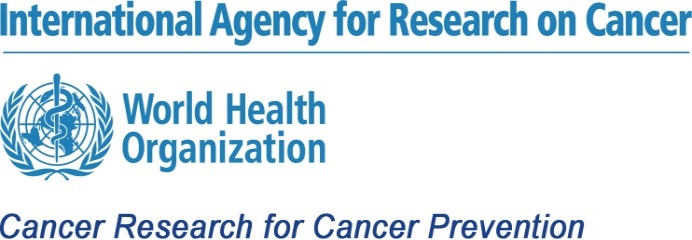 International Agency for Research on Cancer
World Health
Organization
Cancer Research for Cancer Prevention